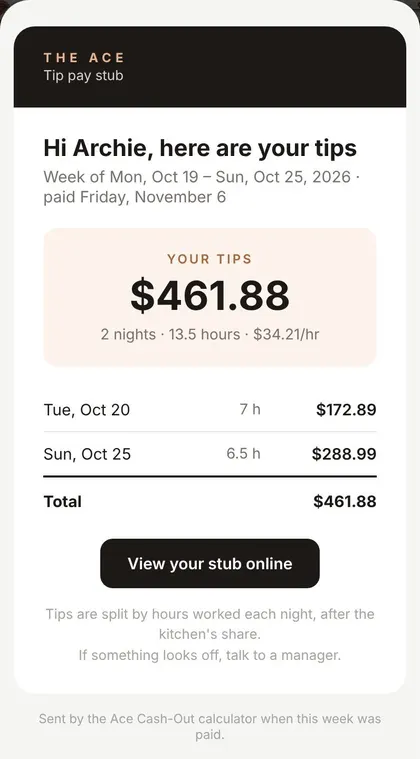 THE ACE
Tip pay stub
Hi Archie, here are your tips
Week of Mon, Oct 19 – Sun, Oct 25, 2026 ·
paid Friday, November 6
YOUR TIPS
$461.88
2 nights · 13.5 hours · $34.21/hr
Tue, Oct 20 7 h $172.89
Sun, Oct 25 6.5 h $288.99
Total $461.88
View your stub online
Tips are split by hours worked each night, after the
kitchen's share.
If something looks off, talk to a manager.
Sent by the Ace Cash-Out calculator when this week was
paid.